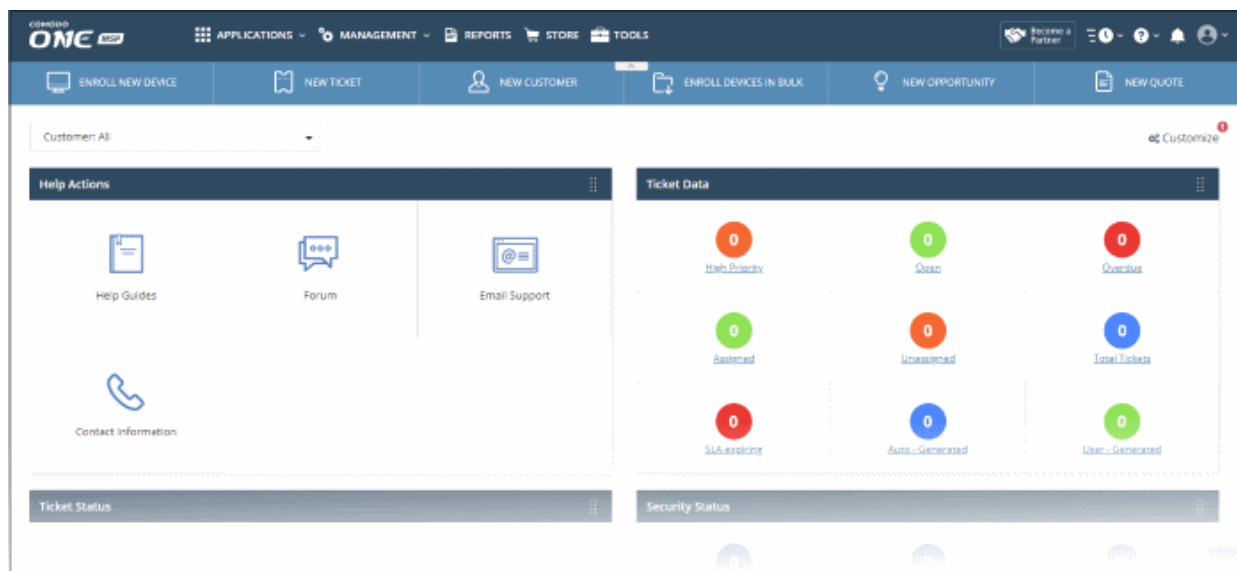 COMODO
ONE MSP
APPLICATIONS MANAGEMENT REPORTS STORE TOOLS
Become a
Partner
ENROLL NEW DEVICE NEW TICKET NEW CUSTOMER ENROLL DEVICES IN BULK NEW OPPORTUNITY NEW QUOTE
Customer: All
1
Customize
Help Actions
Help Guides Forum Email Support
Contact Information
Ticket Data
0 0 0
High Priority Open Overdue
0 0 0
Assigned Unassigned Total Tickets
0 0 0
SLA expiring Auto - Generated User - Generated
Ticket Status
Security Status